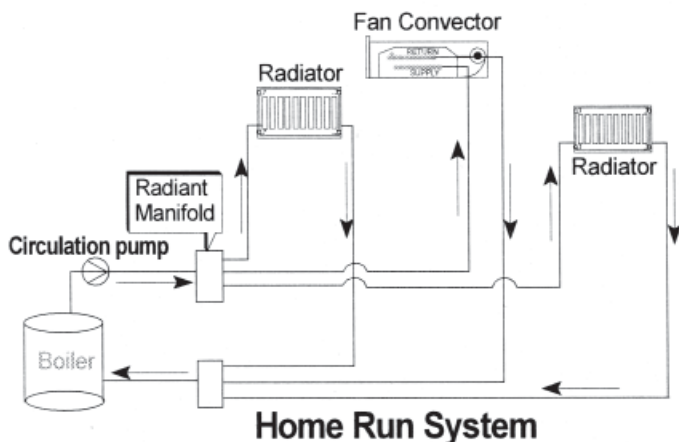 Fan Convector
RETURN
SUPPLY
Radiator
Radiator
Radiant
Manifold
Circulation pump
Boiler
Home Run System